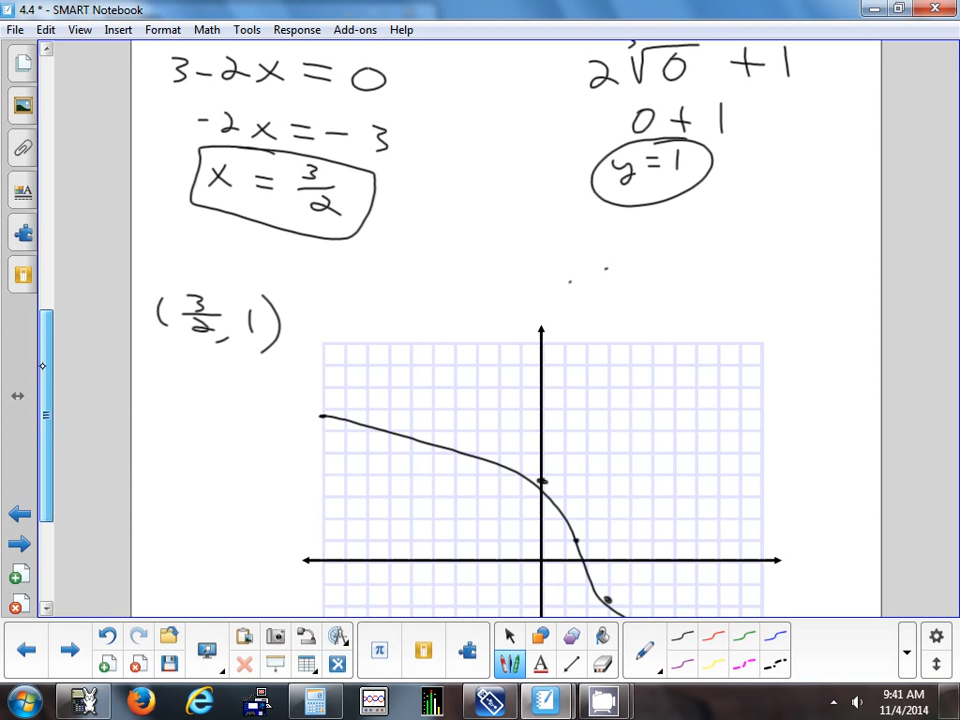 4.4 * - SMART Notebook
File Edit View Insert Format Math Tools Response Add-ons Help
3-2x = 0
-2x = -3
x = 3/2
2∛0 + 1
0 + 1
y = 1
(3/2, 1)
9:41 AM
11/4/2014